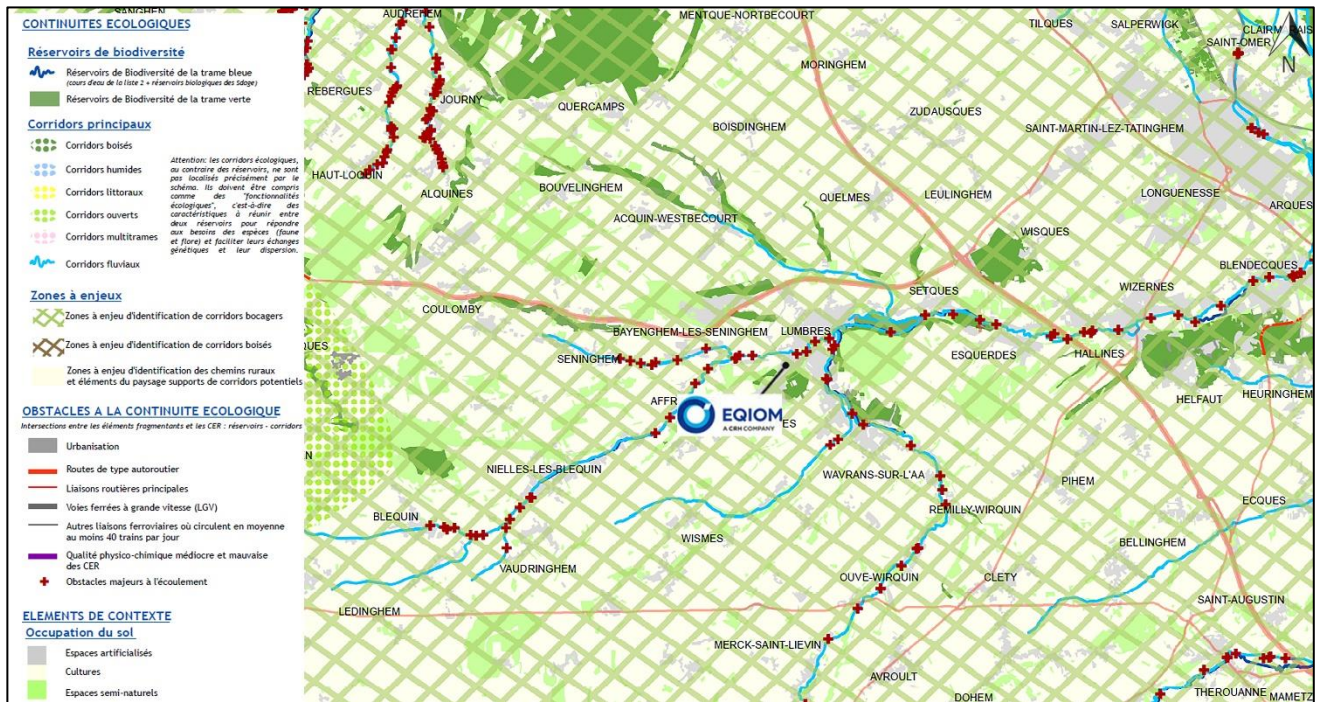 CONTINUITES ECOLOGIQUES
Réservoirs de biodiversité
Réservoirs de Biodiversité de la trame bleue
(cours d'eau de la liste 2 + réservoirs biologiques des Sdage)
Réservoirs de Biodiversité de la trame verte
Corridors principaux
Corridors boisés
Corridors humides
Corridors littoraux
Corridors ouverts
Corridors multitrames
Corridors fluviaux
Attention: les corridors écologiques,
au contraire des réservoirs, ne sont
pas localisés précisément par le
schéma. Ils doivent être compris
comme des "fonctionnalités
écologiques", c'est-à-dire des
caractéristiques à réunir entre
deux réservoirs pour répondre
aux besoins des espèces (faune
et flore) et faciliter leurs échanges
génétiques et leur dispersion.
Zones à enjeux
Zones à enjeu d'identification de corridors bocagers
Zones à enjeu d'identification de corridors boisés
Zones à enjeu d'identification des chemins ruraux
et éléments du paysage supports de corridors potentiels
OBSTACLES A LA CONTINUITE ECOLOGIQUE
Intersections entre les éléments fragmentants et les CER : réservoirs - corridors
Urbanisation
Routes de type autoroutier
Liaisons routières principales
Voies ferrées à grande vitesse (LGV)
Autres liaisons ferroviaires où circulent en moyenne
au moins 40 trains par jour
Qualité physico-chimique médiocre et mauvaise
des CER
Obstacles majeurs à l'écoulement
ELEMENTS DE CONTEXTE
Occupation du sol
Espaces artificialisés
Cultures
Espaces semi-naturels
SANGHEN
AUDREHEM
MENTQUE-NORTBECOURT
TILQUES
SALPERWICK
CLAIRMARAIS
SAINT-OMER
N
MORINGHEM
REBERGUES
JOURNY
QUERCAMPS
ZUDAUSQUES
BOISDINGHEM
SAINT-MARTIN-LEZ-TATINGHEM
HAUT-LOQUIN
ALQUINES
BOUVELINGHEM
QUELMES
LEULINGHEM
LONGUENESSE
ARQUES
ACQUIN-WESTBECOURT
WISQUES
BLENDECQUES
SETQUES
WIZERNES
COULOMBY
BAYENGHEM-LES-SENINGHEM
LUMBRES
QUES
SENINGHEM
ESQUERDES
HALLINES
HELFAUT
HEURINGHEM
AFFR
EQIOM
A CRH COMPANY
ES
N
NIELLES-LES-BLEQUIN
WAVRANS-SUR-L'AA
PIHEM
ECQUES
BLEQUIN
REMILLY-WIRQUIN
WISMES
BELLINGHEM
VAUDRINGHEM
OUVE-WIRQUIN
CLETY
LEDINGHEM
SAINT-AUGUSTIN
MERCK-SAINT-LIEVIN
AVROULT
DOHEM
THEROUANNE
MAMETZ